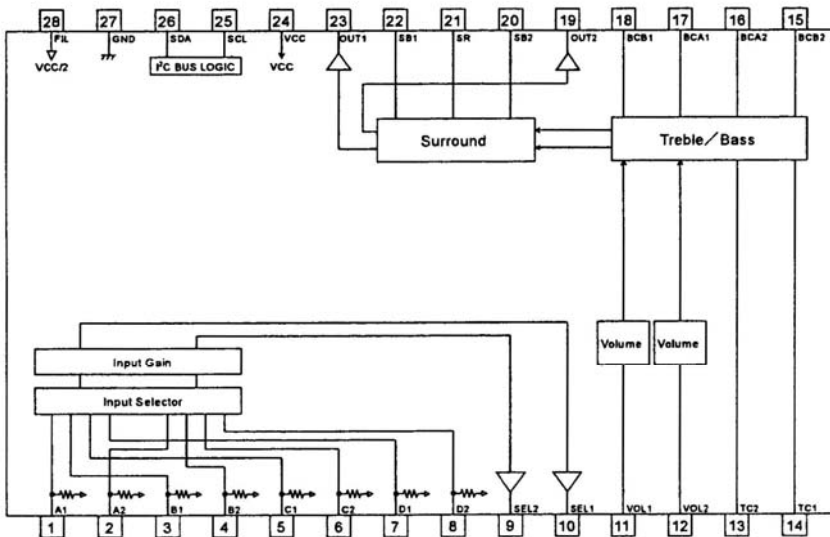 28 27 26 25 24 23 22 21 20 19 18 17 16 15
FIL GND SDA SCL VCC OUT1 SB1 SR SB2 OUT2 BCB1 BCA1 BCA2 BCB2
VCC/2 I²C BUS LOGIC VCC
Surround Treble/Bass
Volume Volume
Input Gain
Input Selector
A1 A2 B1 B2 C1 C2 D1 D2 SEL2 SEL1 VOL1 VOL2 TC2 TC1
1 2 3 4 5 6 7 8 9 10 11 12 13 14